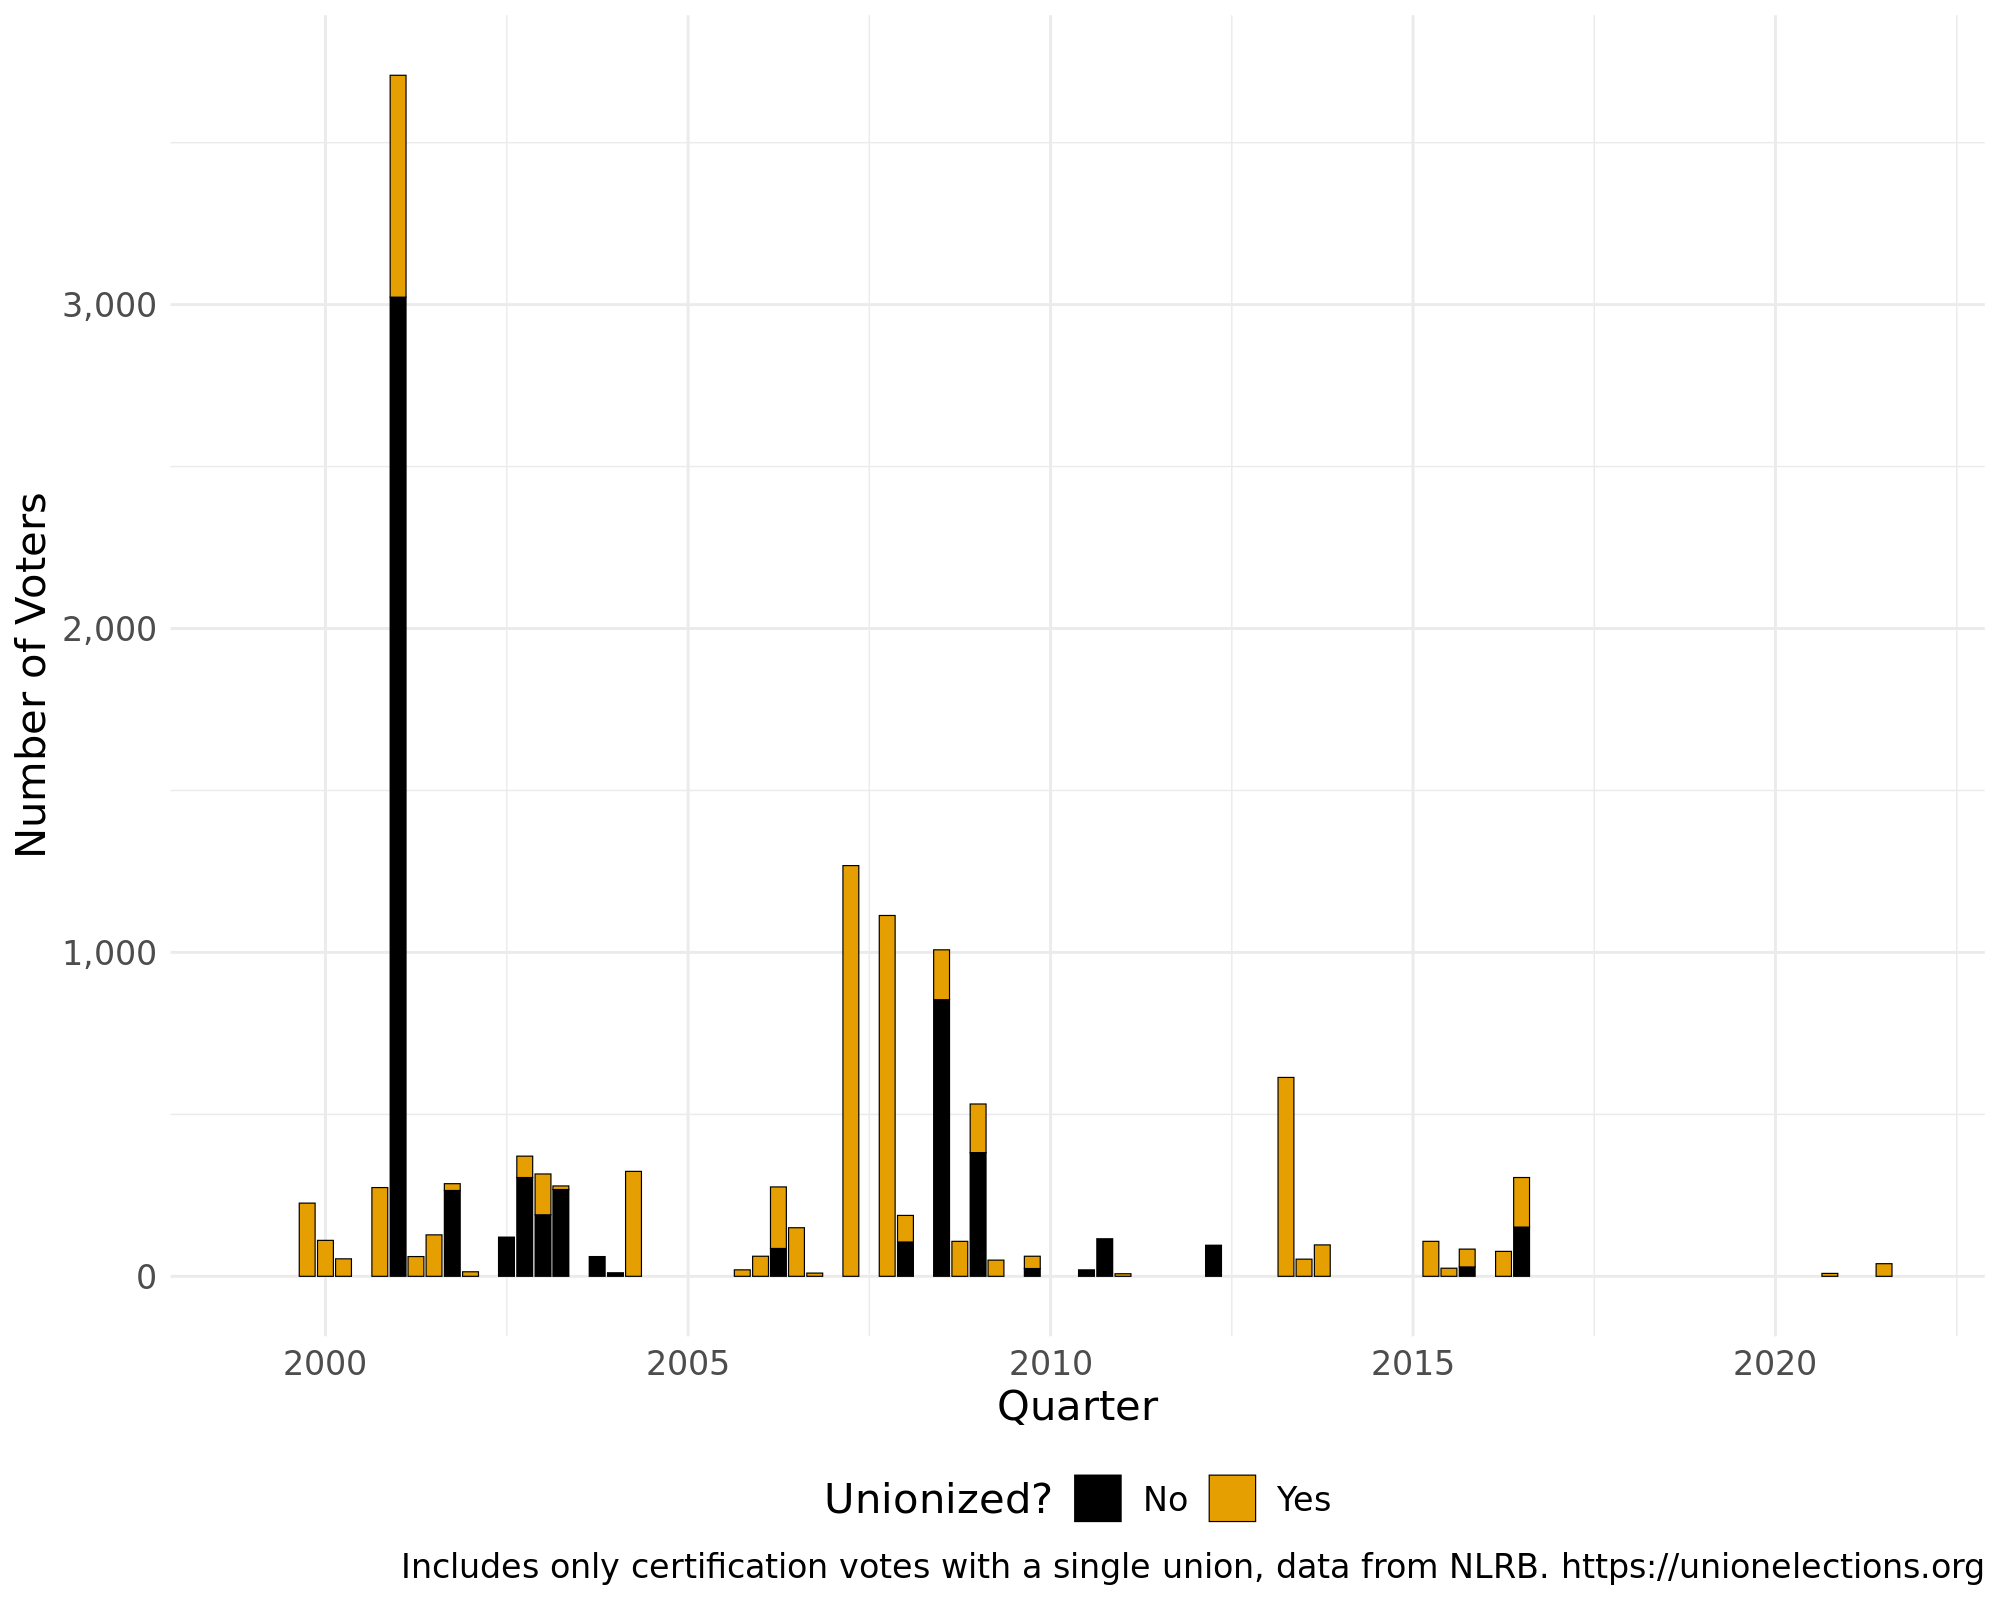 Number of Voters
3,000
2,000
1,000
0
2000 2005 2010 2015 2020
Quarter
Unionized? No Yes
Includes only certification votes with a single union, data from NLRB. https://unionelections.org